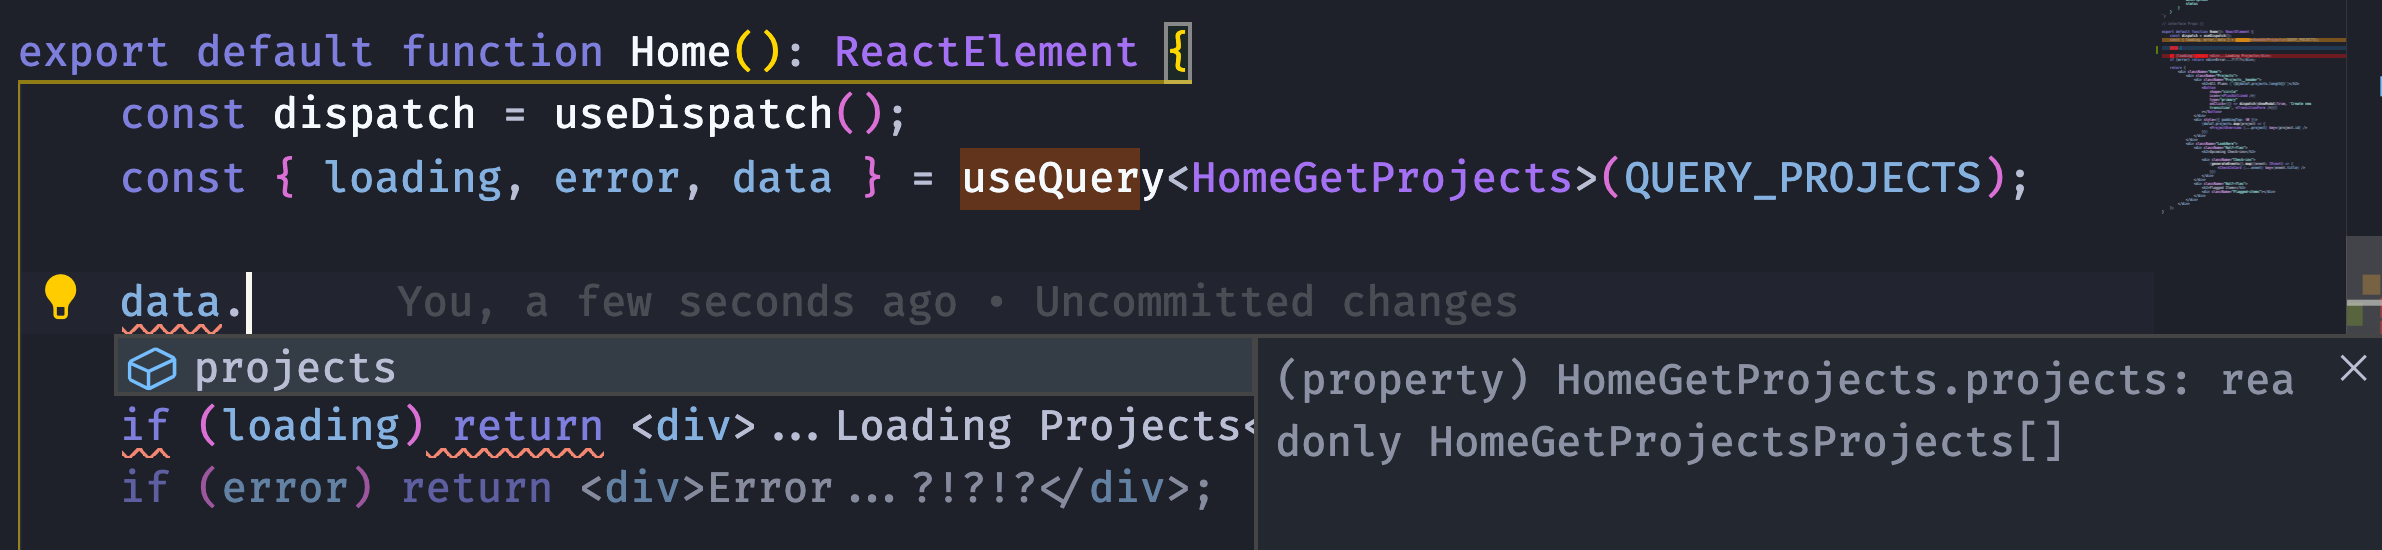 export default function Home(): ReactElement {
const dispatch = useDispatch();
const { loading, error, data } = useQuery<HomeGetProjects>(QUERY_PROJECTS);
data. You, a few seconds ago • Uncommitted changes
projects
(property) HomeGetProjects.projects: rea
donly HomeGetProjectsProjects[]
if (loading) return <div>...Loading Projects<
if (error) return <div>Error...?!?!?</div>;